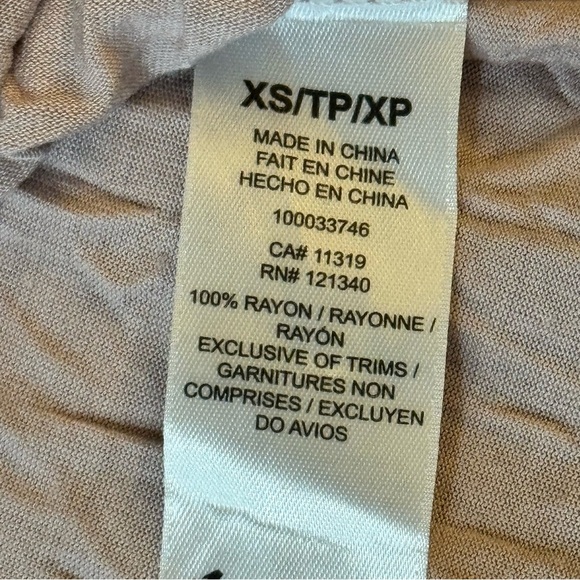 XS/TP/XP
MADE IN CHINA
FAIT EN CHINE
HECHO EN CHINA
100033746
CA# 11319
RN# 121340
100% RAYON / RAYONNE /
RAYÓN
EXCLUSIVE OF TRIMS /
GARNITURES NON
COMPRISES / EXCLUYEN
DO AVIOS